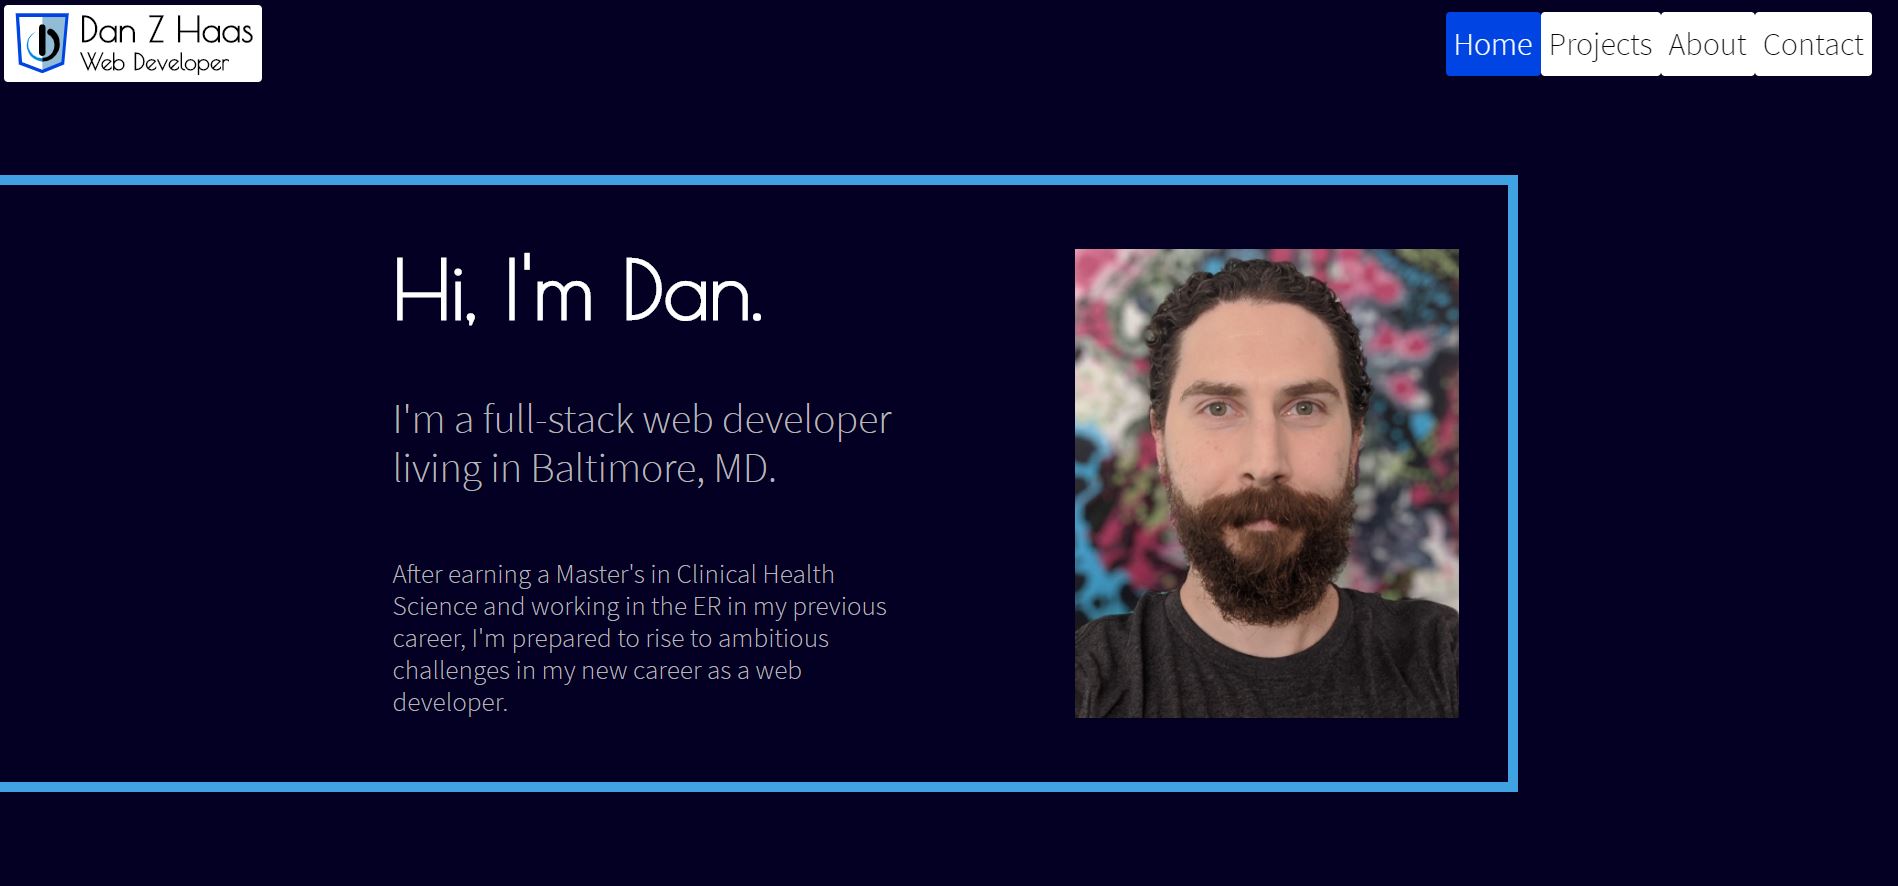 Dan Z Haas
Web Developer
Home Projects About Contact
Hi, I'm Dan.
I'm a full-stack web developer
living in Baltimore, MD.
After earning a Master's in Clinical Health
Science and working in the ER in my previous
career, I'm prepared to rise to ambitious
challenges in my new career as a web
developer.